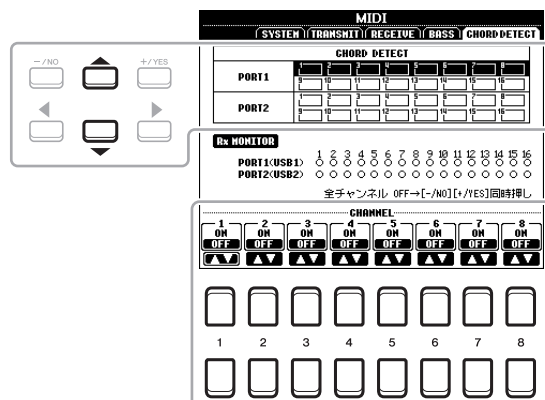 MIDI
SYSTEM TRANSMIT RECEIVE BASS CHORD DETECT
-/NO +/YES
CHORD DETECT
PORT1
1 2 3 4 5 6 7 8
9 10 11 12 13 14 15 16
PORT2
1 2 3 4 5 6 7 8
9 10 11 12 13 14 15 16
Rx MONITOR
1 2 3 4 5 6 7 8 9 10 11 12 13 14 15 16
PORT1(USB1)
PORT2(USB2)
全チャンネル OFF→[-/NO][+/YES]同時押し
CHANNEL
1 2 3 4 5 6 7 8
ON ON ON ON ON ON ON ON
OFF OFF OFF OFF OFF OFF OFF OFF
1 2 3 4 5 6 7 8